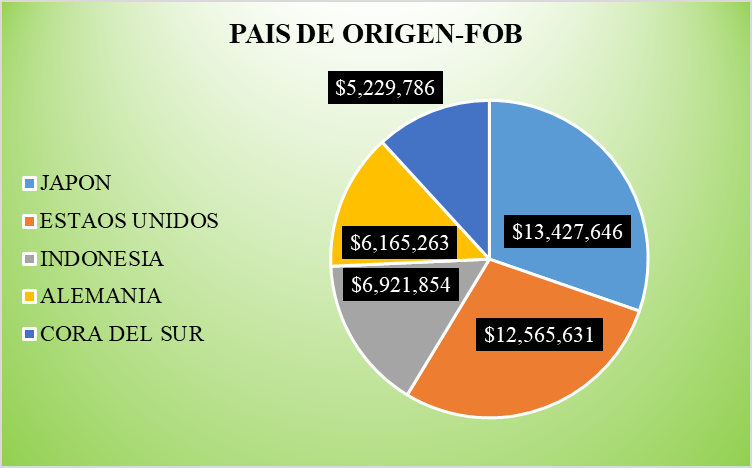 PAIS DE ORIGEN-FOB
$5,229,786
JAPON
ESTAOS UNIDOS
INDONESIA
ALEMANIA
CORA DEL SUR
$13,427,646
$6,165,263
$6,921,854
$12,565,631